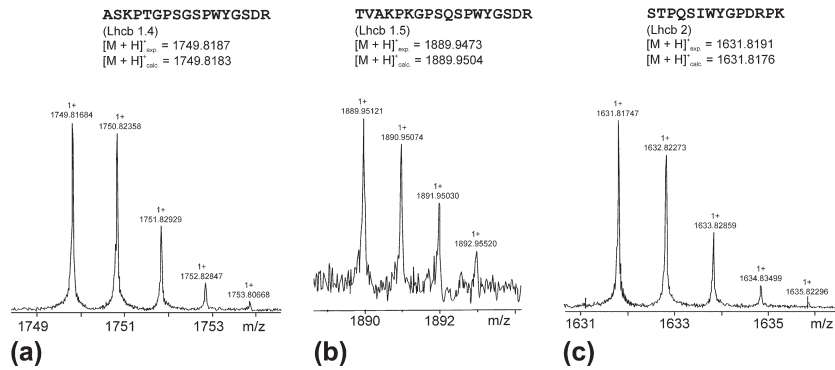 ASKPTGPSGSPWYGSDR
(Lhcb 1.4)
[M + H]⁺exp. = 1749.8187
[M + H]⁺calc. = 1749.8183
1+
1749.81684
1+
1750.82358
1+
1751.82929
1+
1752.82847
1+
1753.80668
1749 1751 1753 m/z
(a)
TVAKPKGPSQSPWYGSDR
(Lhcb 1.5)
[M + H]⁺exp. = 1889.9473
[M + H]⁺calc. = 1889.9504
1+
1889.95121
1+
1890.95074
1+
1891.95030
1+
1892.95520
1890 1892 m/z
(b)
STPQSIWYGPDRPK
(Lhcb 2)
[M + H]⁺exp. = 1631.8191
[M + H]⁺calc. = 1631.8176
1+
1631.81747
1+
1632.82273
1+
1633.82859
1+
1634.83499
1+
1635.82296
1631 1633 1635 m/z
(c)